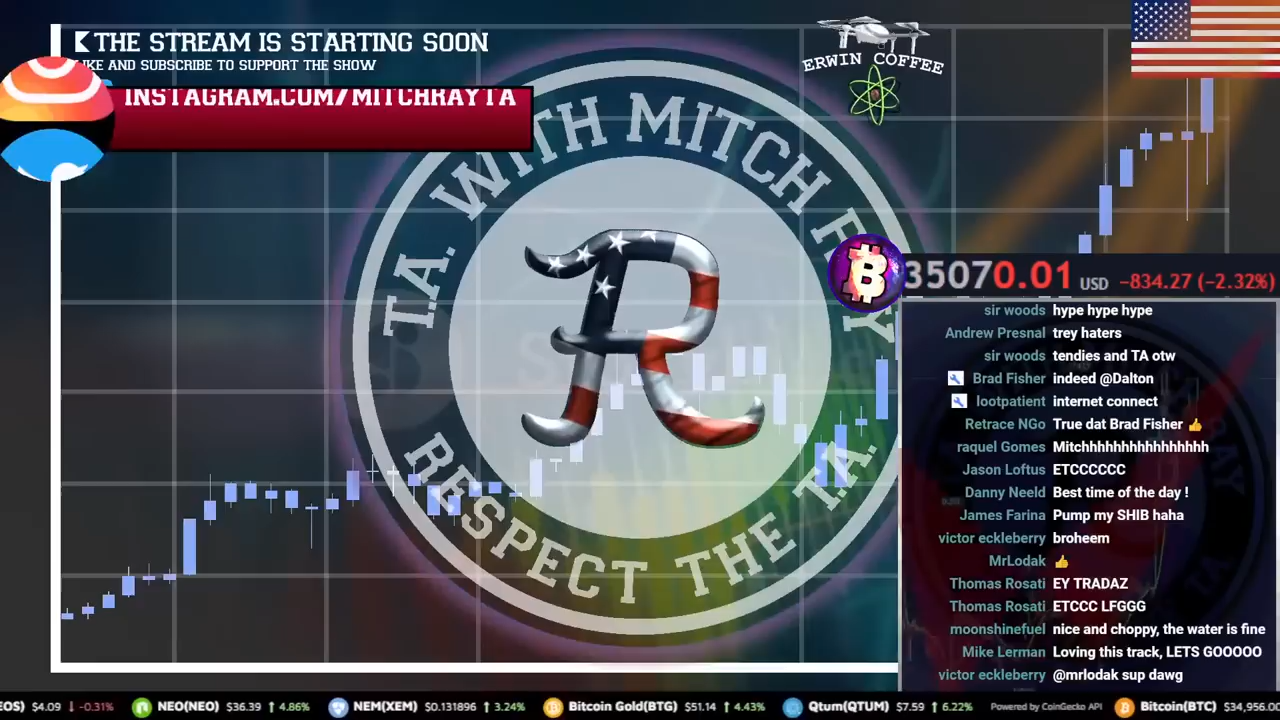 THE STREAM IS STARTING SOON
LIKE AND SUBSCRIBE TO SUPPORT THE SHOW
INSTAGRAM.COM/MITCHRAYTA
ERWIN COFFEE
T.A. WITH MITCH RAY
R
RESPECT THE T.A.
35070.01 USD -834.27 (-2.32%)
sir woods hype hype hype
Andrew Presnal trey haters
sir woods tendies and TA otw
Brad Fisher indeed @Dalton
lootpatient internet connect
Retrace NGo True dat Brad Fisher 👍
raquel Gomes Mitchhhhhhhhhhhhhhhh
Jason Loftus ETCCCCCC
Danny Neeld Best time of the day !
James Farina Pump my SHIB haha
victor eckleberry broheem
MrLodak 👍
Thomas Rosati EY TRADAZ
Thomas Rosati ETCCC LFGGG
moonshinefuel nice and choppy, the water is fine
Mike Lerman Loving this track, LETS GOOOOO
victor eckleberry @mrlodak sup dawg
EOS) $4.09 ↓ -0.31% NEO(NEO) $36.39 ↑ 4.86% NEM(XEM) $0.131896 ↑ 3.24% Bitcoin Gold(BTG) $51.14 ↑ 4.43% Qtum(QTUM) $7.59 ↑ 6.22% Powered by CoinGecko API Bitcoin(BTC) $34,956.00